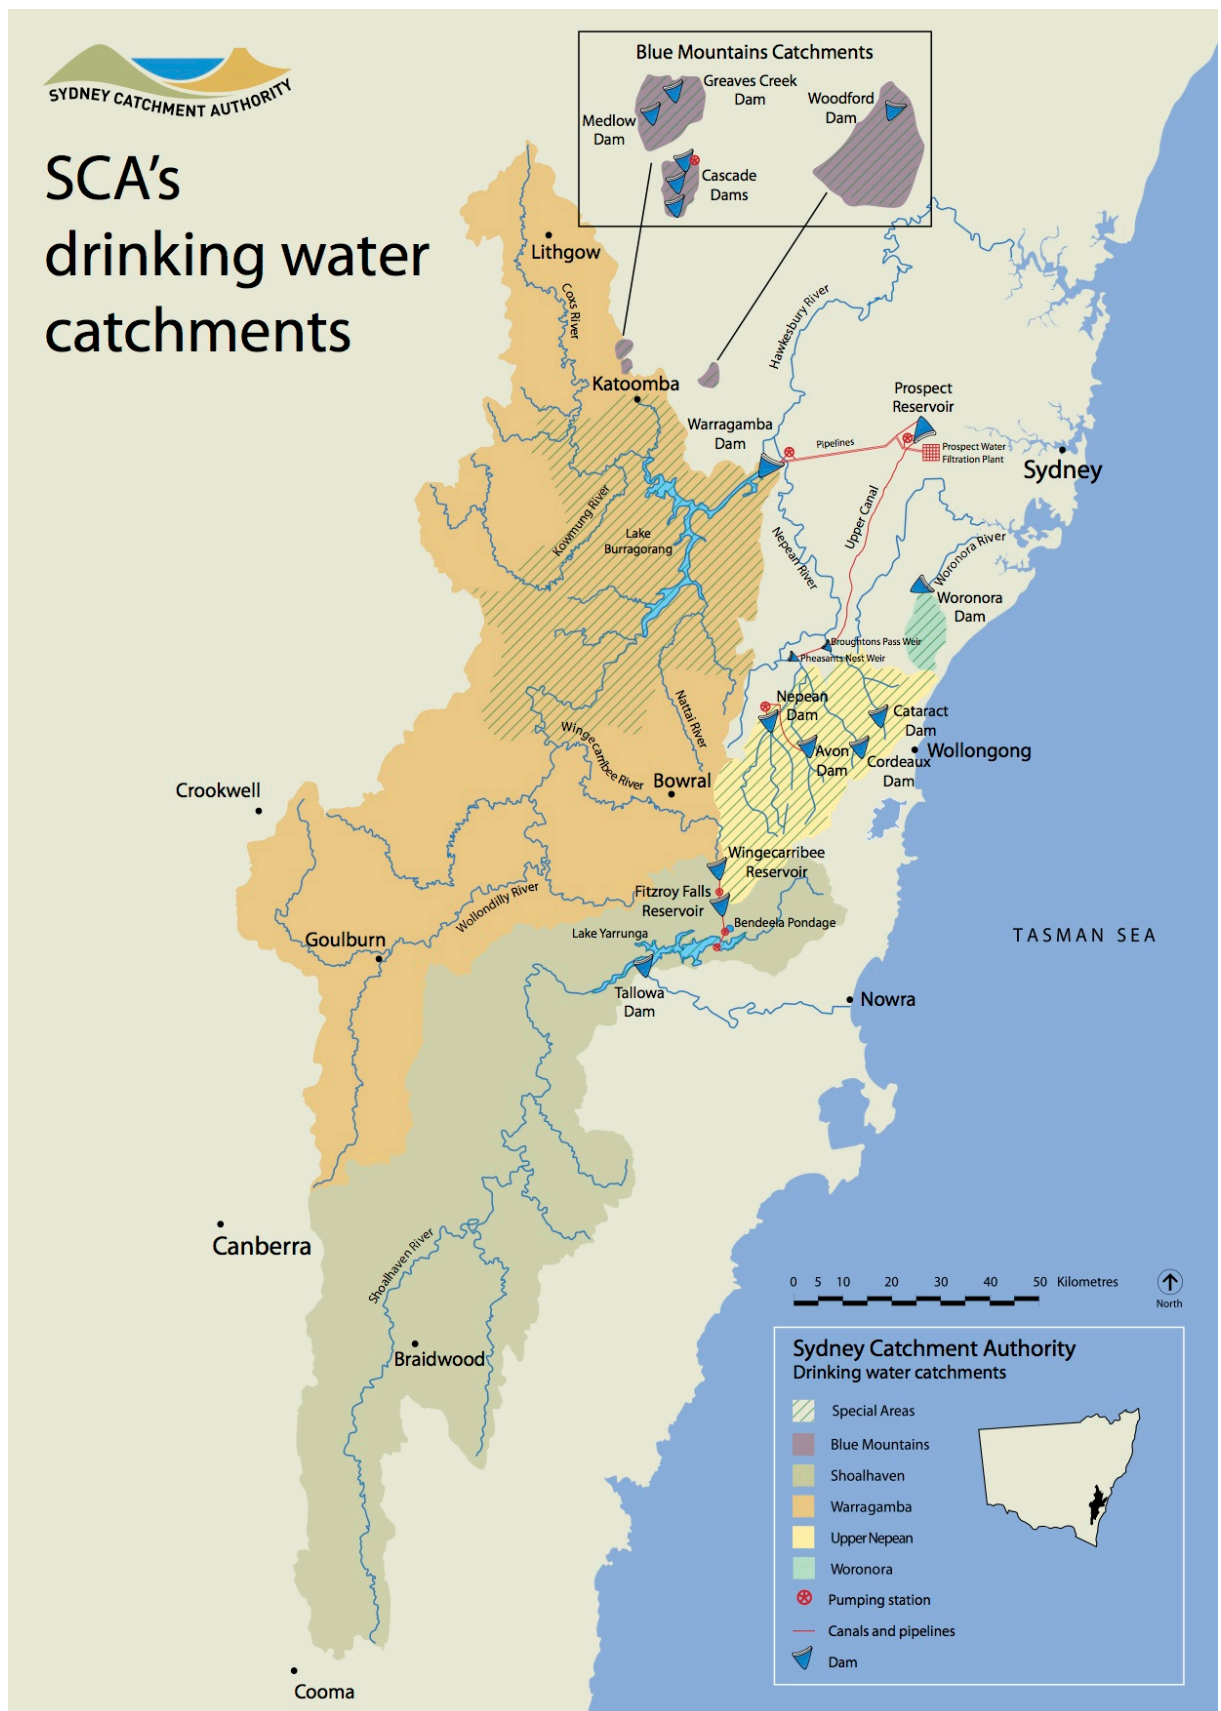 SYDNEY CATCHMENT AUTHORITY
SCA's
drinking water
catchments
Blue Mountains Catchments
Greaves Creek
Dam
Medlow
Dam
Woodford
Dam
Cascade
Dams
Lithgow
Coxs River
Hawkesbury River
Katoomba
Prospect
Reservoir
Warragamba
Dam
Pipelines
Prospect Water
Filtration Plant
Sydney
Upper Canal
Kowmung River
Lake
Burragorang
Nepean River
Woronora River
Woronora
Dam
Broughtons Pass Weir
Pheasants Nest Weir
Nattai River
Nepean
Dam
Cataract
Dam
Avon
Dam
Cordeaux
Dam
Wollongong
Wingecarribee River
Bowral
Crookwell
Wingecarribee
Reservoir
Fitzroy Falls
Reservoir
Wollondilly River
Bendeela Pondage
Lake Yarrunga
Goulburn
TASMAN SEA
Tallowa
Dam
Nowra
Canberra
Shoalhaven River
Braidwood
Cooma
0 5 10 20 30 40 50 Kilometres
North
Sydney Catchment Authority
Drinking water catchments
Special Areas
Blue Mountains
Shoalhaven
Warragamba
Upper Nepean
Woronora
Pumping station
Canals and pipelines
Dam